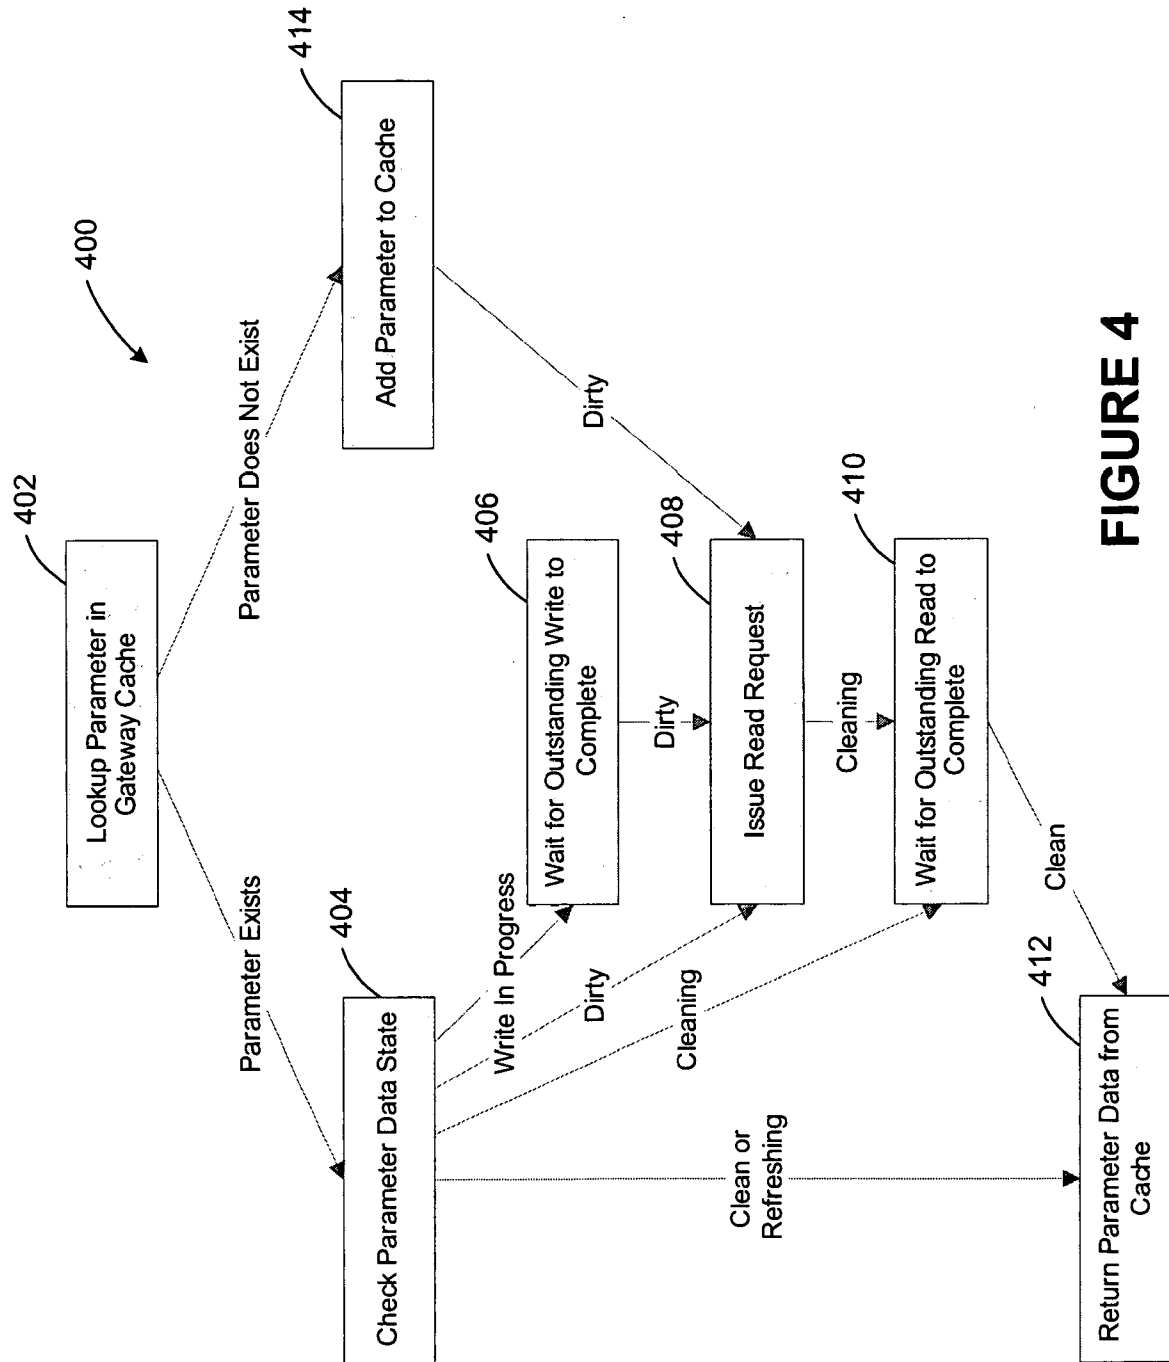 400
402
Lookup Parameter in
Gateway Cache
Parameter Exists
Parameter Does Not Exist
404
Check Parameter Data State
414
Add Parameter to Cache
Write In Progress
Dirty
Cleaning
Clean or
Refreshing
406
Wait for Outstanding Write to
Complete
Dirty
Dirty
408
Issue Read Request
Cleaning
410
Wait for Outstanding Read to
Complete
Clean
412
Return Parameter Data from
Cache
FIGURE 4